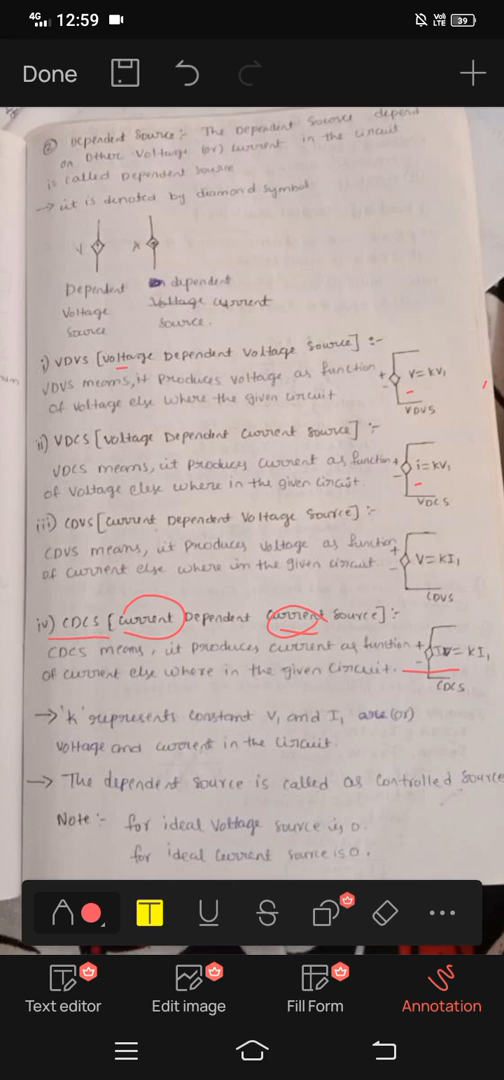 4G 12:59 Vo) LTE 39
Done
② Dependent Source :- The Dependent Source depend
on other Voltage (or) Current in the circuit
is called Dependent source
→ it is denoted by diamond symbol
V
Dependent dependent
Voltage Voltage current
Source Source.
i) VDVS [Voltage Dependent Voltage Source] :-
VDVS means, it produces voltage as function
of voltage else where the given circuit
+ - V=KV₁
VDVS
ii) VDCS [Voltage Dependent Current Source] :-
VDCS means, it produces current as function
of voltage else where in the given circuit.
+ - i=KV₁
VDCS
iii) CDVS [Current Dependent Voltage Source] :-
CDVS means, it produces voltage as function
of current else where in the given circuit.
+ V=KI₁
CDVS
iv) CDCS [Current Dependent Current Source] :-
CDCS means, it produces current as function
of current else where in the given circuit.
+ - = KI₁
CDCS
→ 'K' represents constant V₁ and I₁ are (or)
voltage and current in the circuit.
→ The dependent source is called as controlled source
Note :- for ideal voltage source is 0.
for ideal current source is 0.
T U S
Text editor Edit image Fill Form Annotation